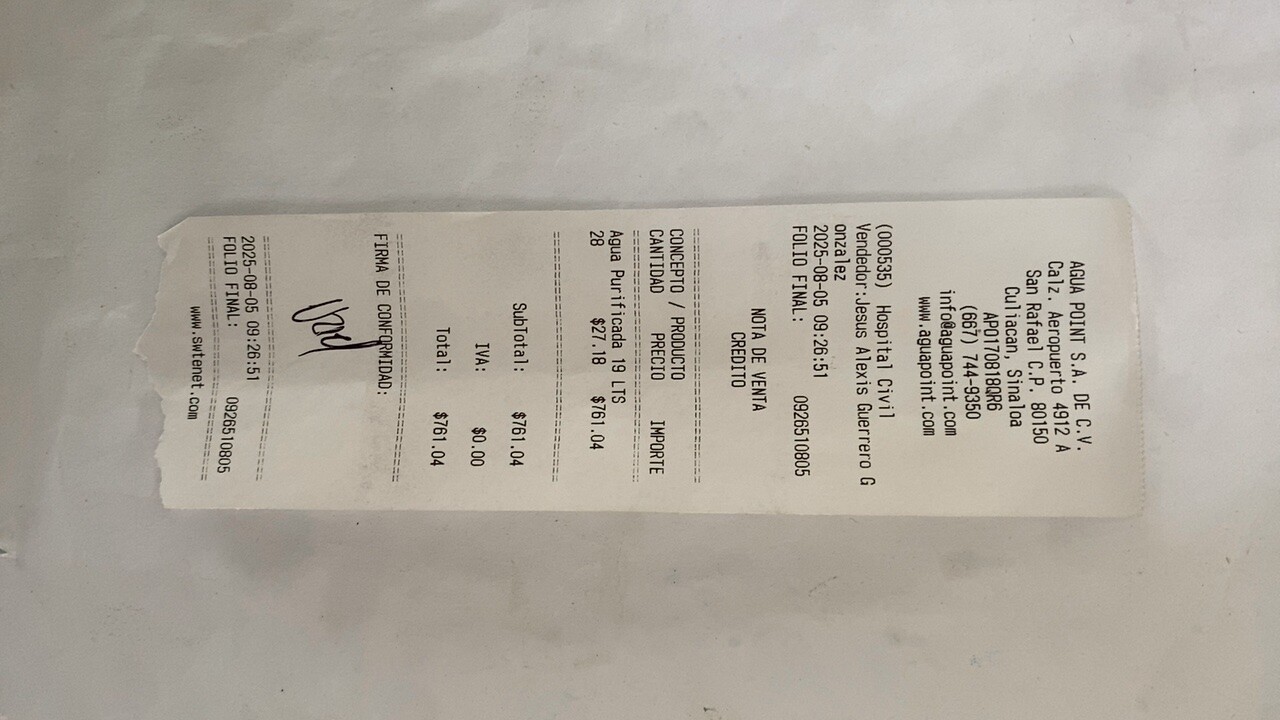 AGUA POINT S.A. DE C.V.
Calz. Aeropuerto 4912 A
San Rafael C.P. 80150
Culiacan, Sinaloa
APO170818QR6
(667) 744-9350
info@aguapoint.com
www.aguapoint.com
(000535) Hospital Civil
Vendedor:Jesus Alexis Guerrero G
onzalez
2025-08-05 09:26:51
FOLIO FINAL: 0926510805
NOTA DE VENTA
CREDITO
CONCEPTO / PRODUCTO
CANTIDAD PRECIO IMPORTE
Agua Purificada 19 LTS
28 $27.18 $761.04
SubTotal: $761.04
IVA: $0.00
Total: $761.04
FIRMA DE CONFORMIDAD:
2025-08-05 09:26:51
FOLIO FINAL: 0926510805
www.swtenet.com